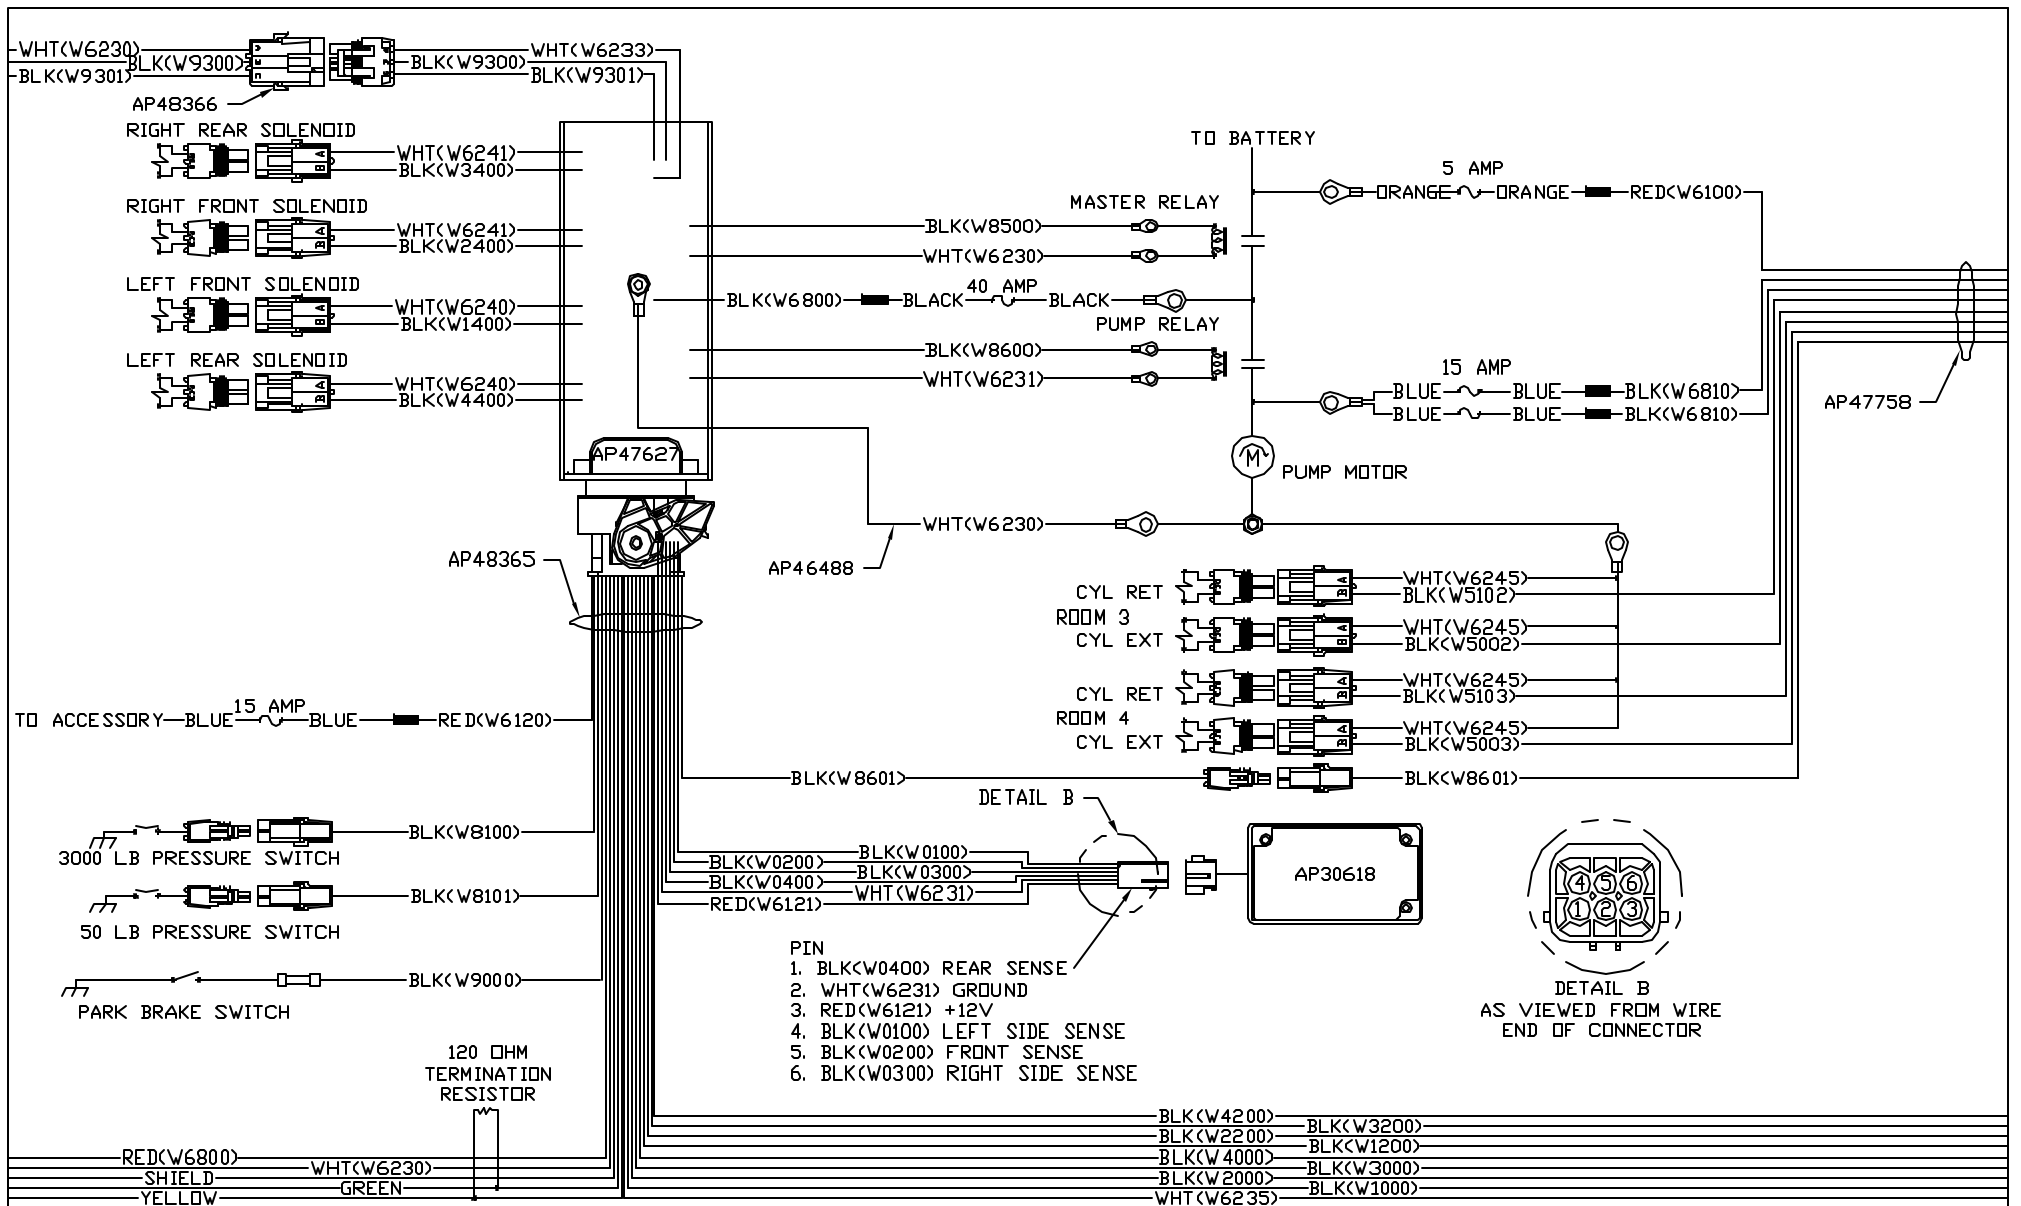 WHT(W6230)
BLK(W9300)
BLK(W9301)
WHT(W6233)
BLK(W9300)
BLK(W9301)
AP48366
RIGHT REAR SOLENOID
A
B
WHT(W6241)
BLK(W3400)
RIGHT FRONT SOLENOID
A
B
WHT(W6241)
BLK(W2400)
LEFT FRONT SOLENOID
A
B
WHT(W6240)
BLK(W1400)
LEFT REAR SOLENOID
A
B
WHT(W6240)
BLK(W4400)
AP47627
TO BATTERY
5 AMP
ORANGE
ORANGE
RED(W6100)
MASTER RELAY
BLK(W8500)
WHT(W6230)
40 AMP
BLK(W6800)
BLACK
BLACK
PUMP RELAY
BLK(W8600)
WHT(W6231)
15 AMP
BLUE
BLUE
BLK(W6810)
BLUE
BLUE
BLK(W6810)
AP47758
M
PUMP MOTOR
WHT(W6230)
AP46488
AP48365
CYL RET
A
B
WHT(W6245)
BLK(W5102)
ROOM 3
CYL EXT
A
B
WHT(W6245)
BLK(W5002)
CYL RET
A
B
WHT(W6245)
BLK(W5103)
ROOM 4
CYL EXT
A
B
WHT(W6245)
BLK(W5003)
BLK(W8601)
BLK(W8601)
15 AMP
TO ACCESSORY
BLUE
BLUE
RED(W6120)
DETAIL B
BLK(W8100)
3000 LB PRESSURE SWITCH
BLK(W8101)
50 LB PRESSURE SWITCH
BLK(W9000)
PARK BRAKE SWITCH
BLK(W0100)
BLK(W0200)
BLK(W0300)
BLK(W0400)
WHT(W6231)
RED(W6121)
AP30618
4 5 6
1 2 3
DETAIL B
AS VIEWED FROM WIRE
END OF CONNECTOR
PIN
1. BLK(W0400) REAR SENSE
2. WHT(W6231) GROUND
3. RED(W6121) +12V
4. BLK(W0100) LEFT SIDE SENSE
5. BLK(W0200) FRONT SENSE
6. BLK(W0300) RIGHT SIDE SENSE
120 OHM
TERMINATION
RESISTOR
RED(W6800)
WHT(W6230)
SHIELD
GREEN
YELLOW
BLK(W4200)
BLK(W3200)
BLK(W2200)
BLK(W1200)
BLK(W4000)
BLK(W3000)
BLK(W2000)
BLK(W1000)
WHT(W6235)